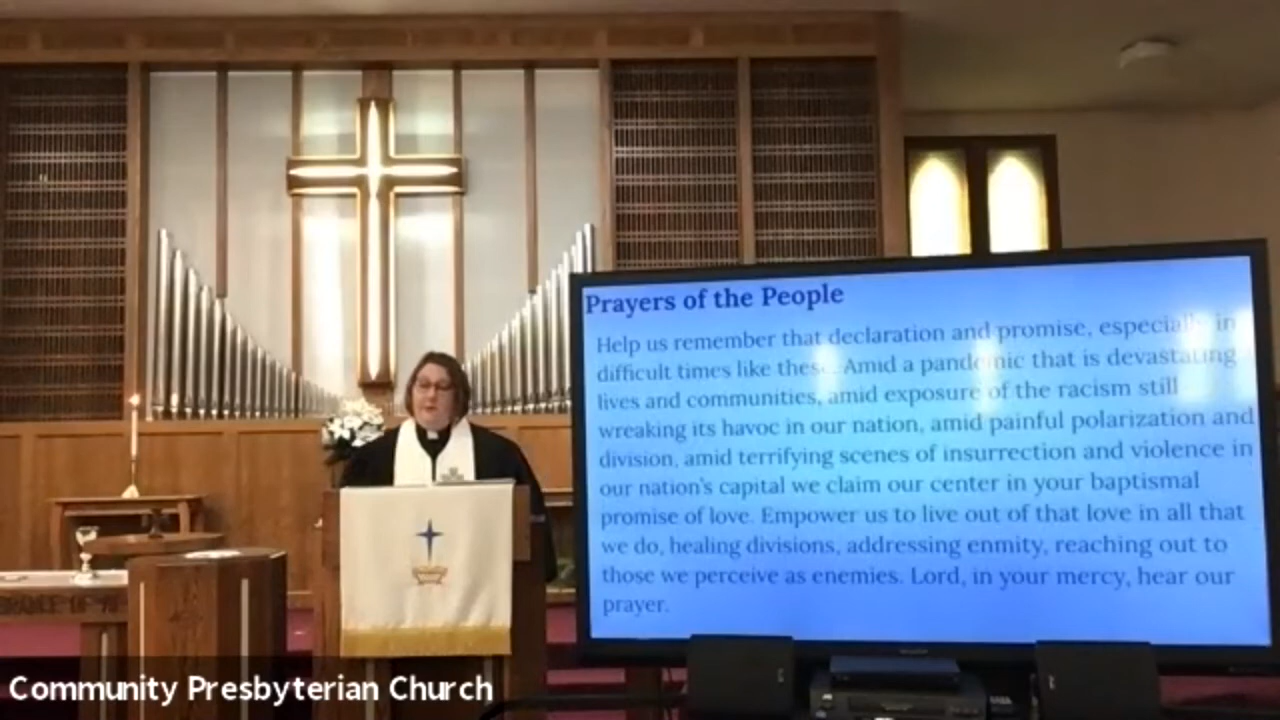 Prayers of the People
Help us remember that declaration and promise, especially in
difficult times like these. Amid a pandemic that is devastating
lives and communities, amid exposure of the racism still
wreaking its havoc in our nation, amid painful polarization and
division, amid terrifying scenes of insurrection and violence in
our nation's capital we claim our center in your baptismal
promise of love. Empower us to live out of that love in all that
we do, healing divisions, addressing enmity, reaching out to
those we perceive as enemies. Lord, in your mercy, hear our
prayer.
Community Presbyterian Church